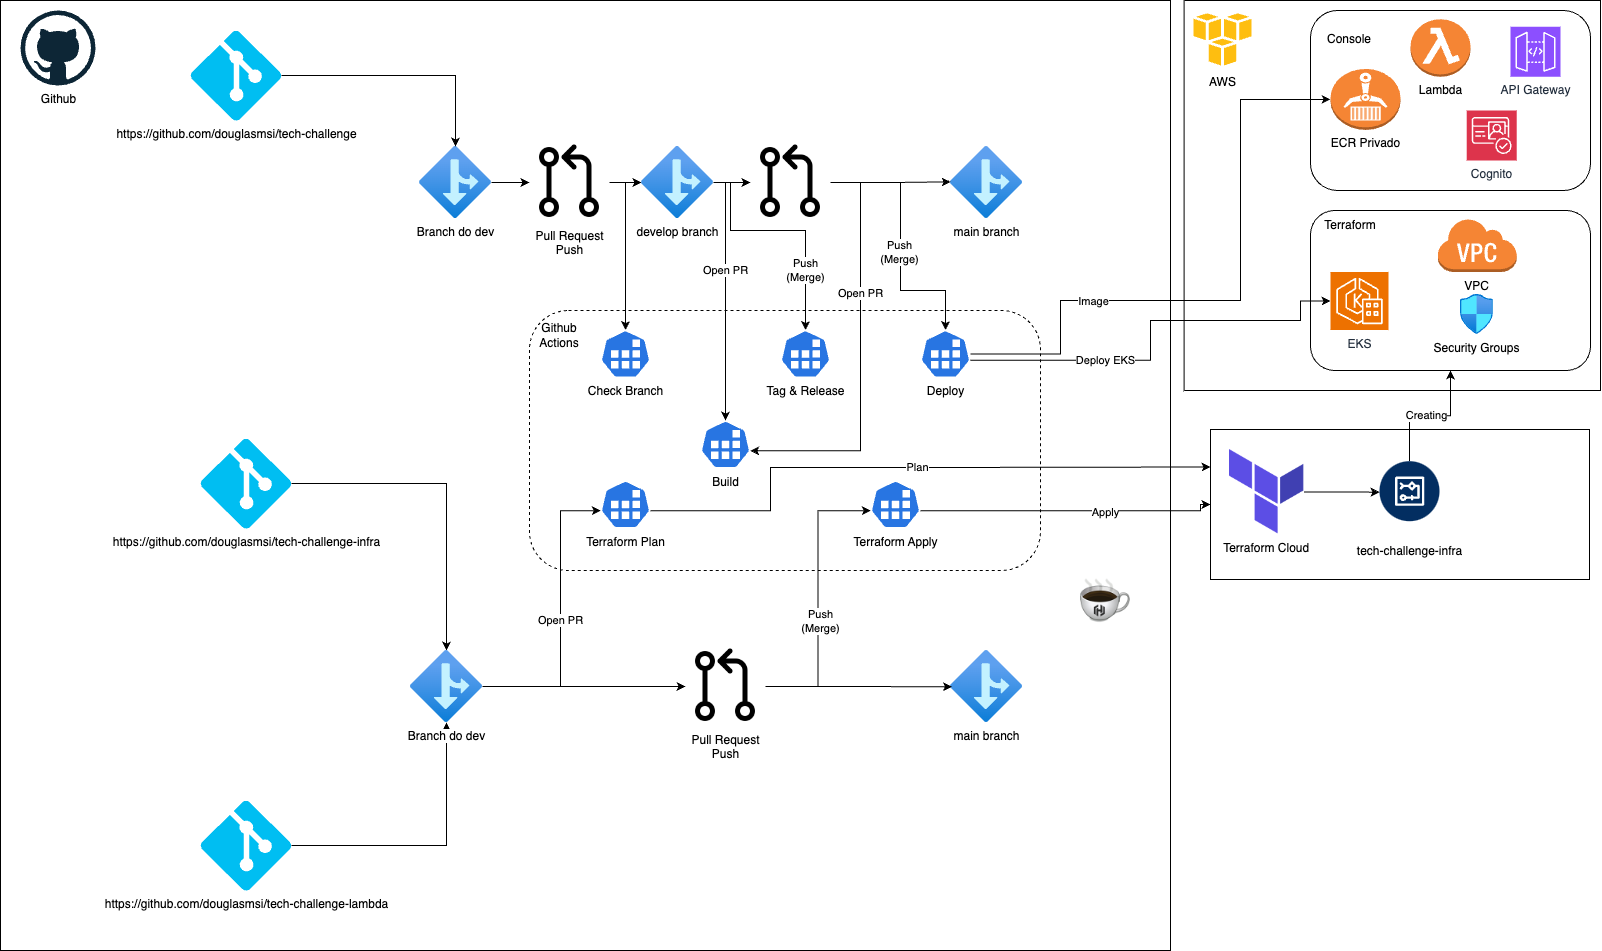 Github
https://github.com/douglasmsi/tech-challenge
Branch do dev
Pull Request
Push
develop branch
main branch
Open PR
Push
(Merge)
Open PR
Push
(Merge)
Github
Actions
Check Branch
Tag & Release
Deploy
Build
Terraform Plan
Terraform Apply
Image
Deploy EKS
Plan
Apply
AWS
Console
Lambda
API Gateway
ECR Privado
Cognito
Terraform
VPC
VPC
EKS
Security Groups
Creating
Terraform Cloud
tech-challenge-infra
https://github.com/douglasmsi/tech-challenge-infra
Open PR
Push
(Merge)
Branch do dev
Pull Request
Push
main branch
https://github.com/douglasmsi/tech-challenge-lambda